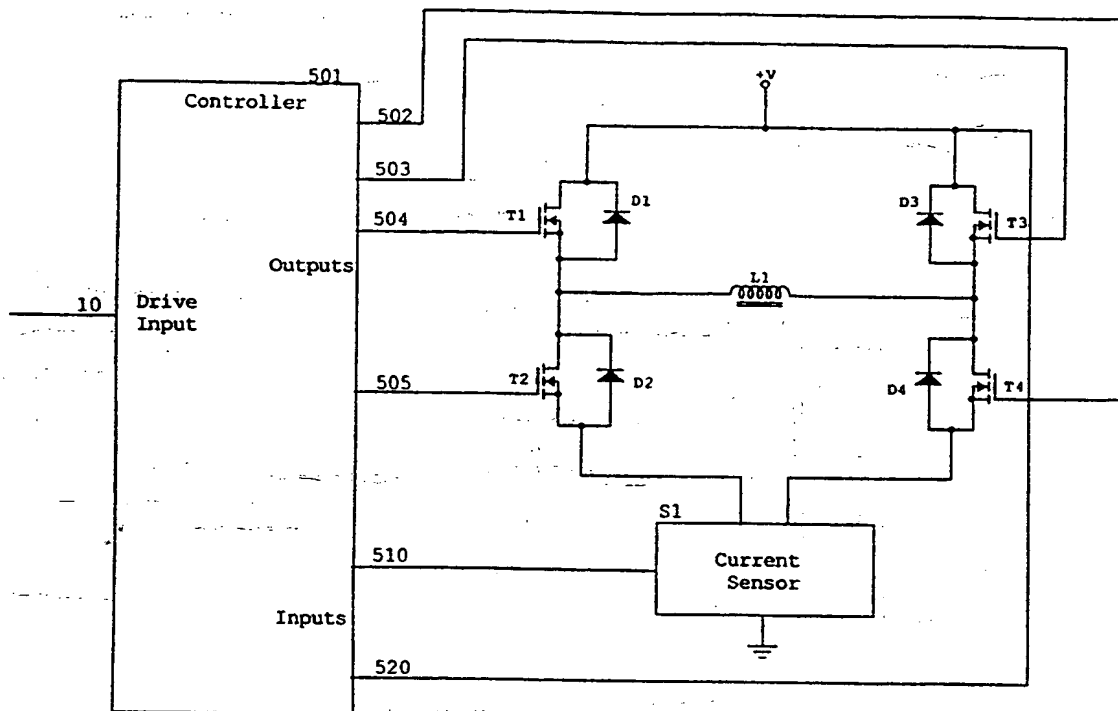 501
Controller
502
503
504
Outputs
10
Drive
Input
505
510
Inputs
520
+V
T1
D1
D3
T3
L1
T2
D2
D4
T4
S1
Current
Sensor